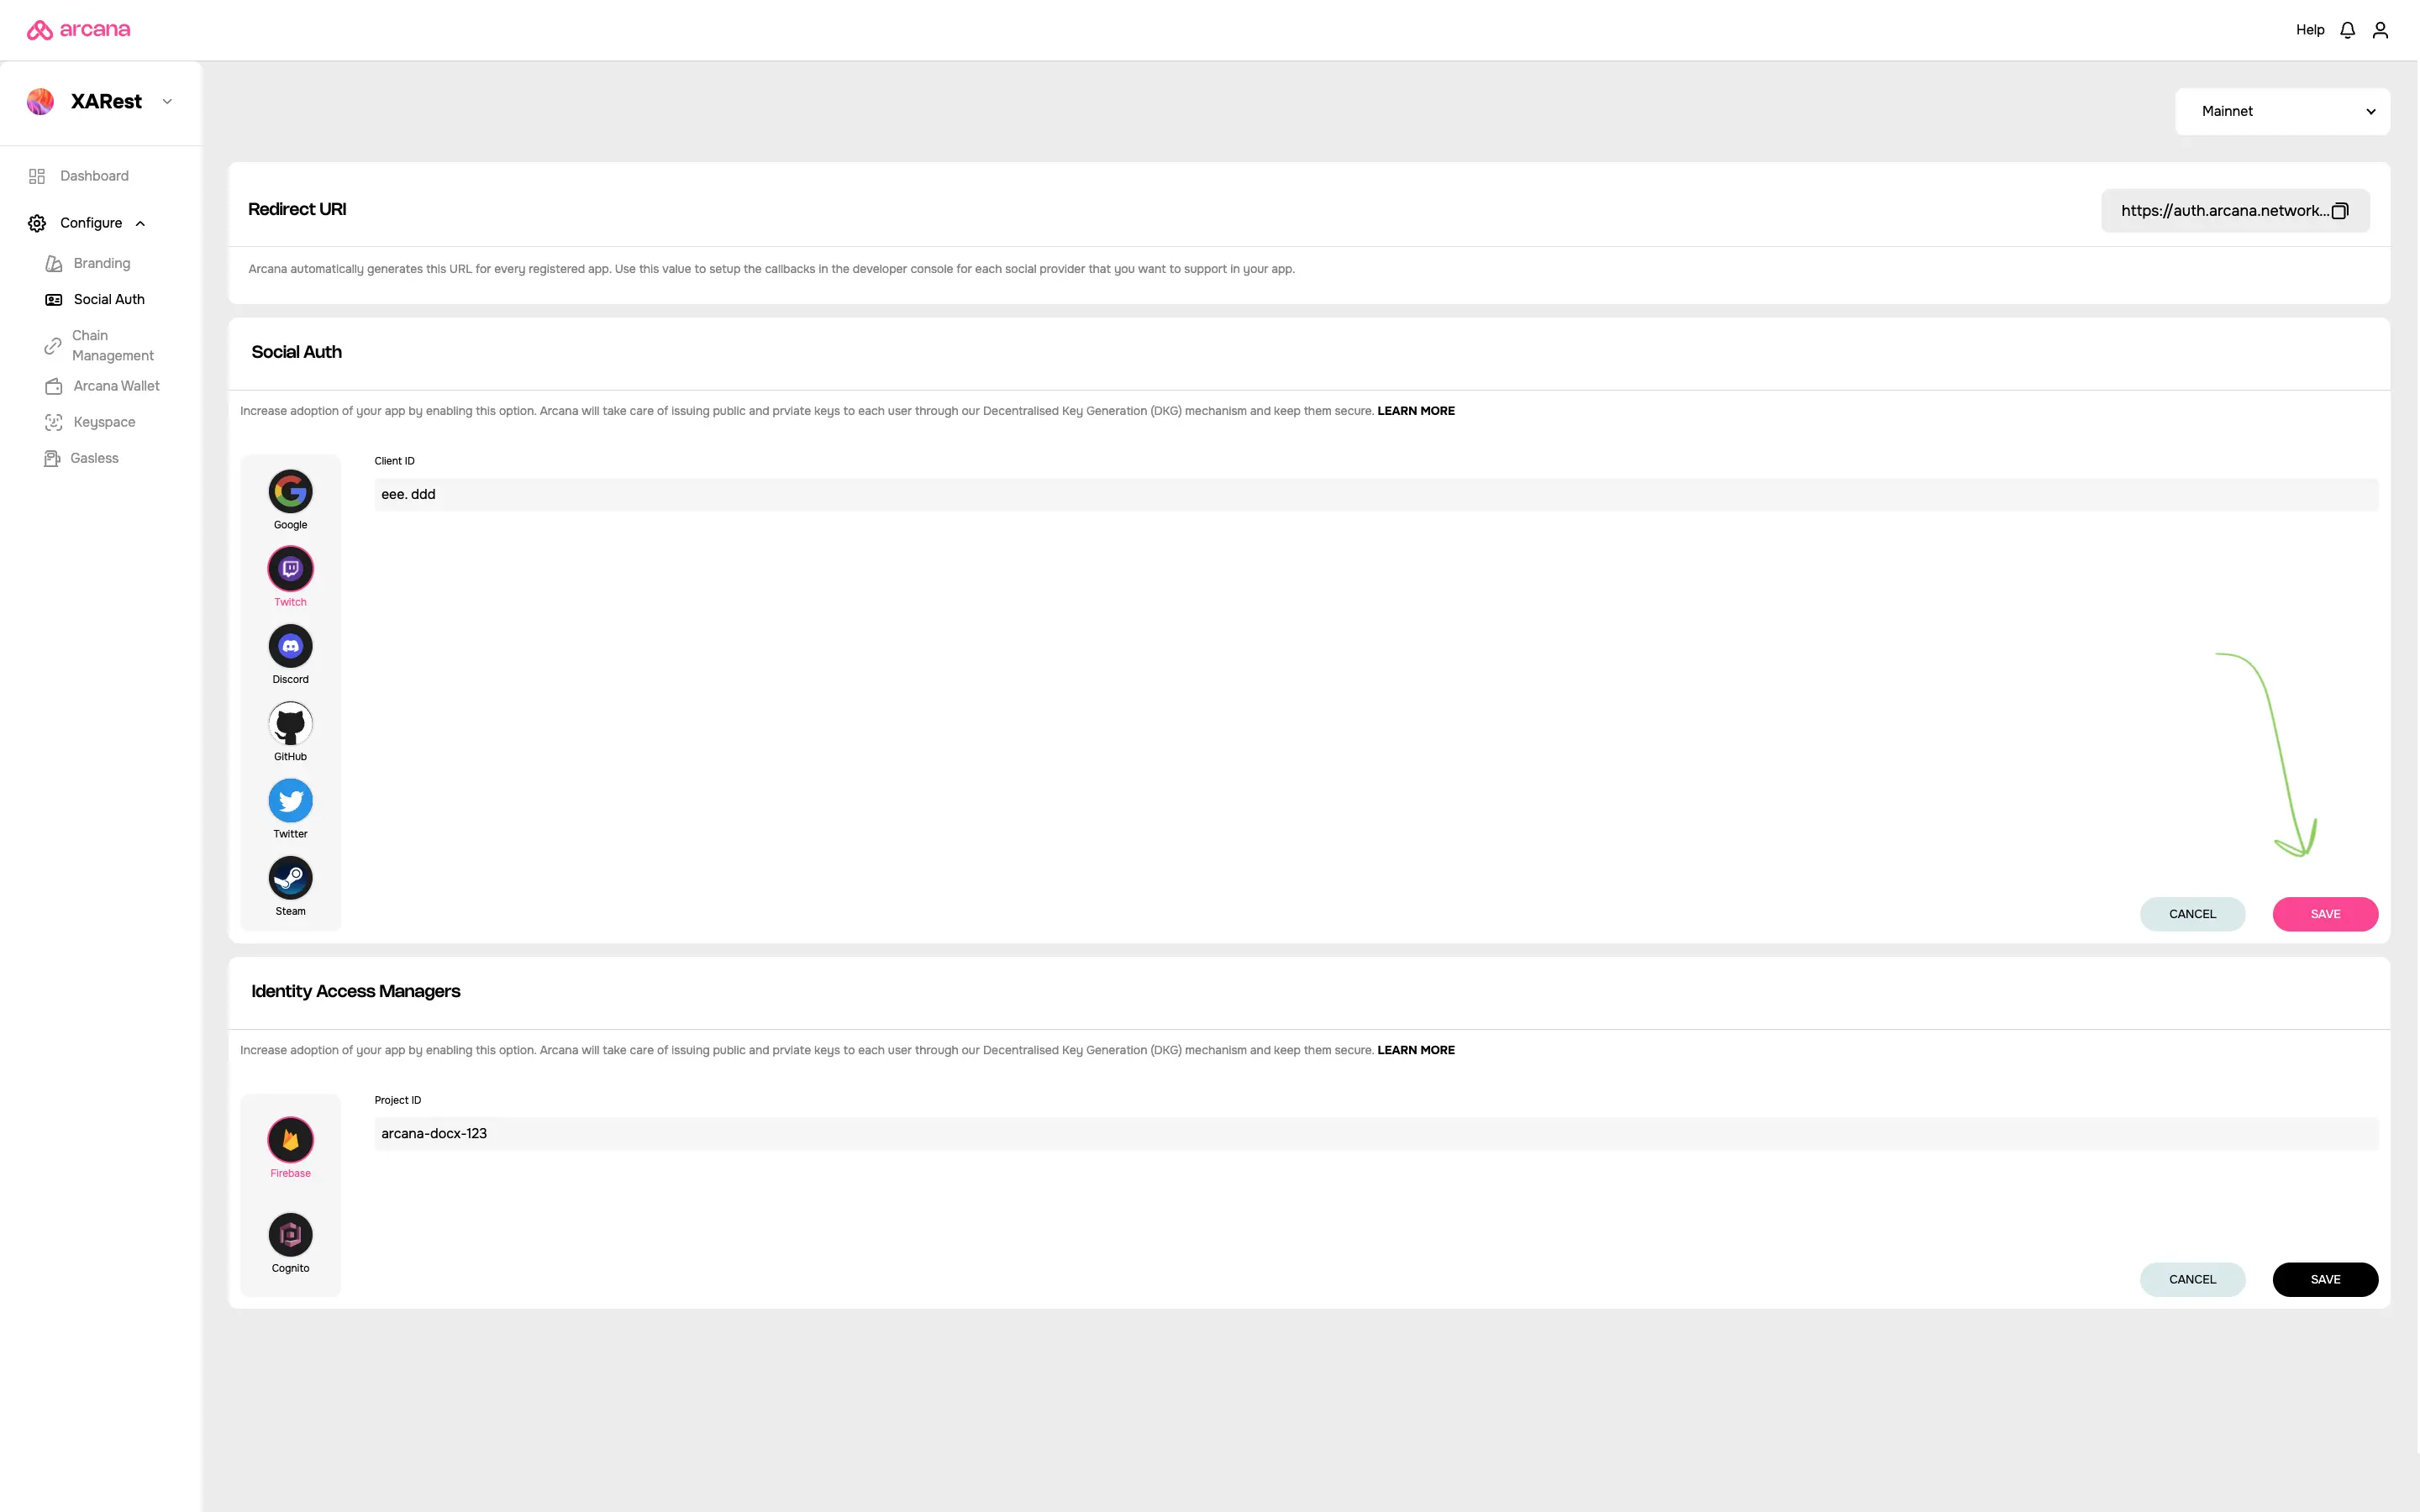 arcana
Help
XARest
Mainnet
Dashboard
Configure
Branding
Social Auth
Chain
Management
Arcana Wallet
Keyspace
Gasless
Redirect URI
https://auth.arcana.network...
Arcana automatically generates this URL for every registered app. Use this value to setup the callbacks in the developer console for each social provider that you want to support in your app.
Social Auth
Increase adoption of your app by enabling this option. Arcana will take care of issuing public and prviate keys to each user through our Decentralised Key Generation (DKG) mechanism and keep them secure. LEARN MORE
Google
Twitch
Discord
GitHub
Twitter
Steam
Client ID
eee. ddd
CANCEL
SAVE
Identity Access Managers
Increase adoption of your app by enabling this option. Arcana will take care of issuing public and prviate keys to each user through our Decentralised Key Generation (DKG) mechanism and keep them secure. LEARN MORE
Firebase
Cognito
Project ID
arcana-docx-123
CANCEL
SAVE